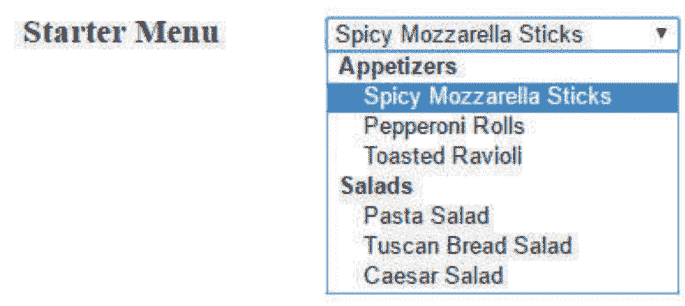 Starter Menu
Spicy Mozzarella Sticks ▼
Appetizers
Spicy Mozzarella Sticks
Pepperoni Rolls
Toasted Ravioli
Salads
Pasta Salad
Tuscan Bread Salad
Caesar Salad